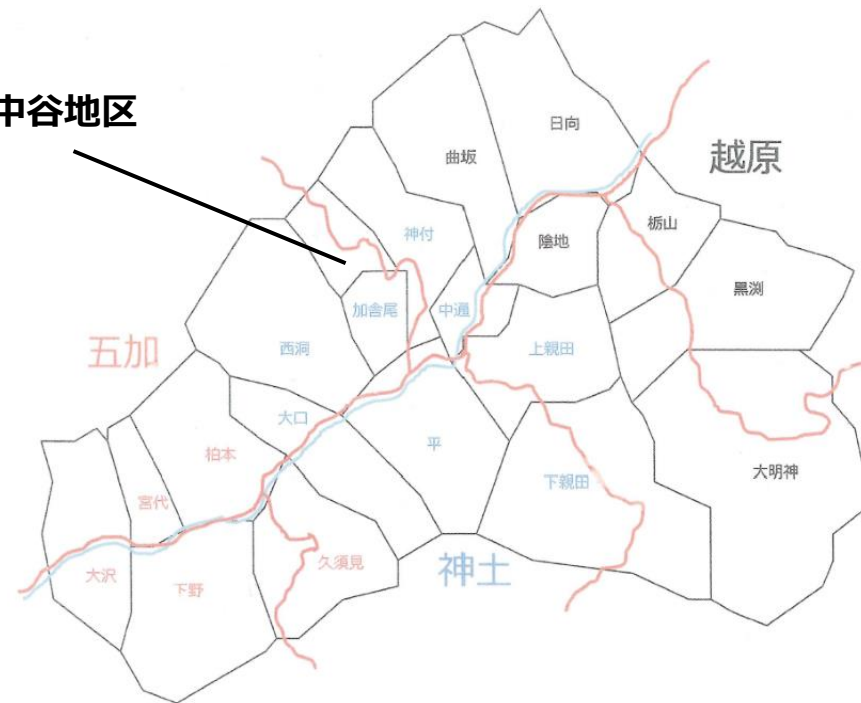 中谷地区
日向
曲坂
越原
栃山
神付
陰地
黒渕
加舎尾
中通
五加
西洞
上親田
大口
平
柏本
大明神
下親田
宮代
久須見
神土
大沢
下野